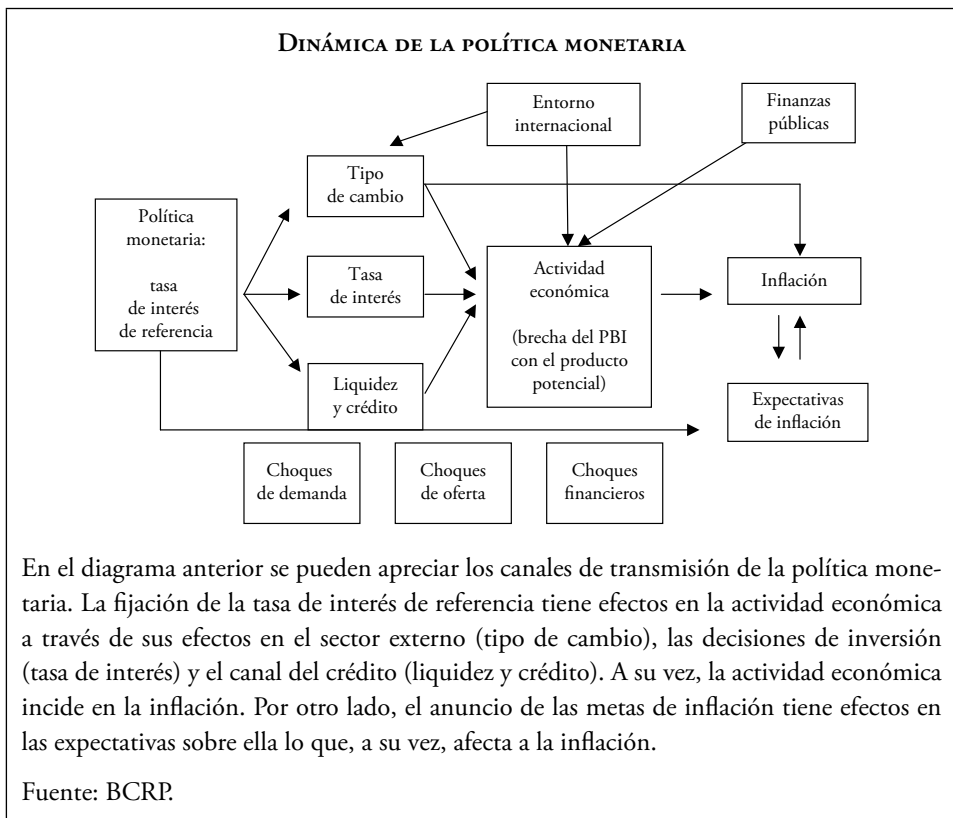 Dinámica de la política monetaria
Entorno
internacional
Finanzas
públicas
Tipo
de cambio
Política
monetaria:
tasa
de interés
de referencia
Tasa
de interés
Actividad
económica
(brecha del PBI
con el producto
potencial)
Inflación
Liquidez
y crédito
Expectativas
de inflación
Choques
de demanda
Choques
de oferta
Choques
financieros
En el diagrama anterior se pueden apreciar los canales de transmisión de la política mone-
taria. La fijación de la tasa de interés de referencia tiene efectos en la actividad económica
a través de sus efectos en el sector externo (tipo de cambio), las decisiones de inversión
(tasa de interés) y el canal del crédito (liquidez y crédito). A su vez, la actividad económica
incide en la inflación. Por otro lado, el anuncio de las metas de inflación tiene efectos en
las expectativas sobre ella lo que, a su vez, afecta a la inflación.
Fuente: BCRP.